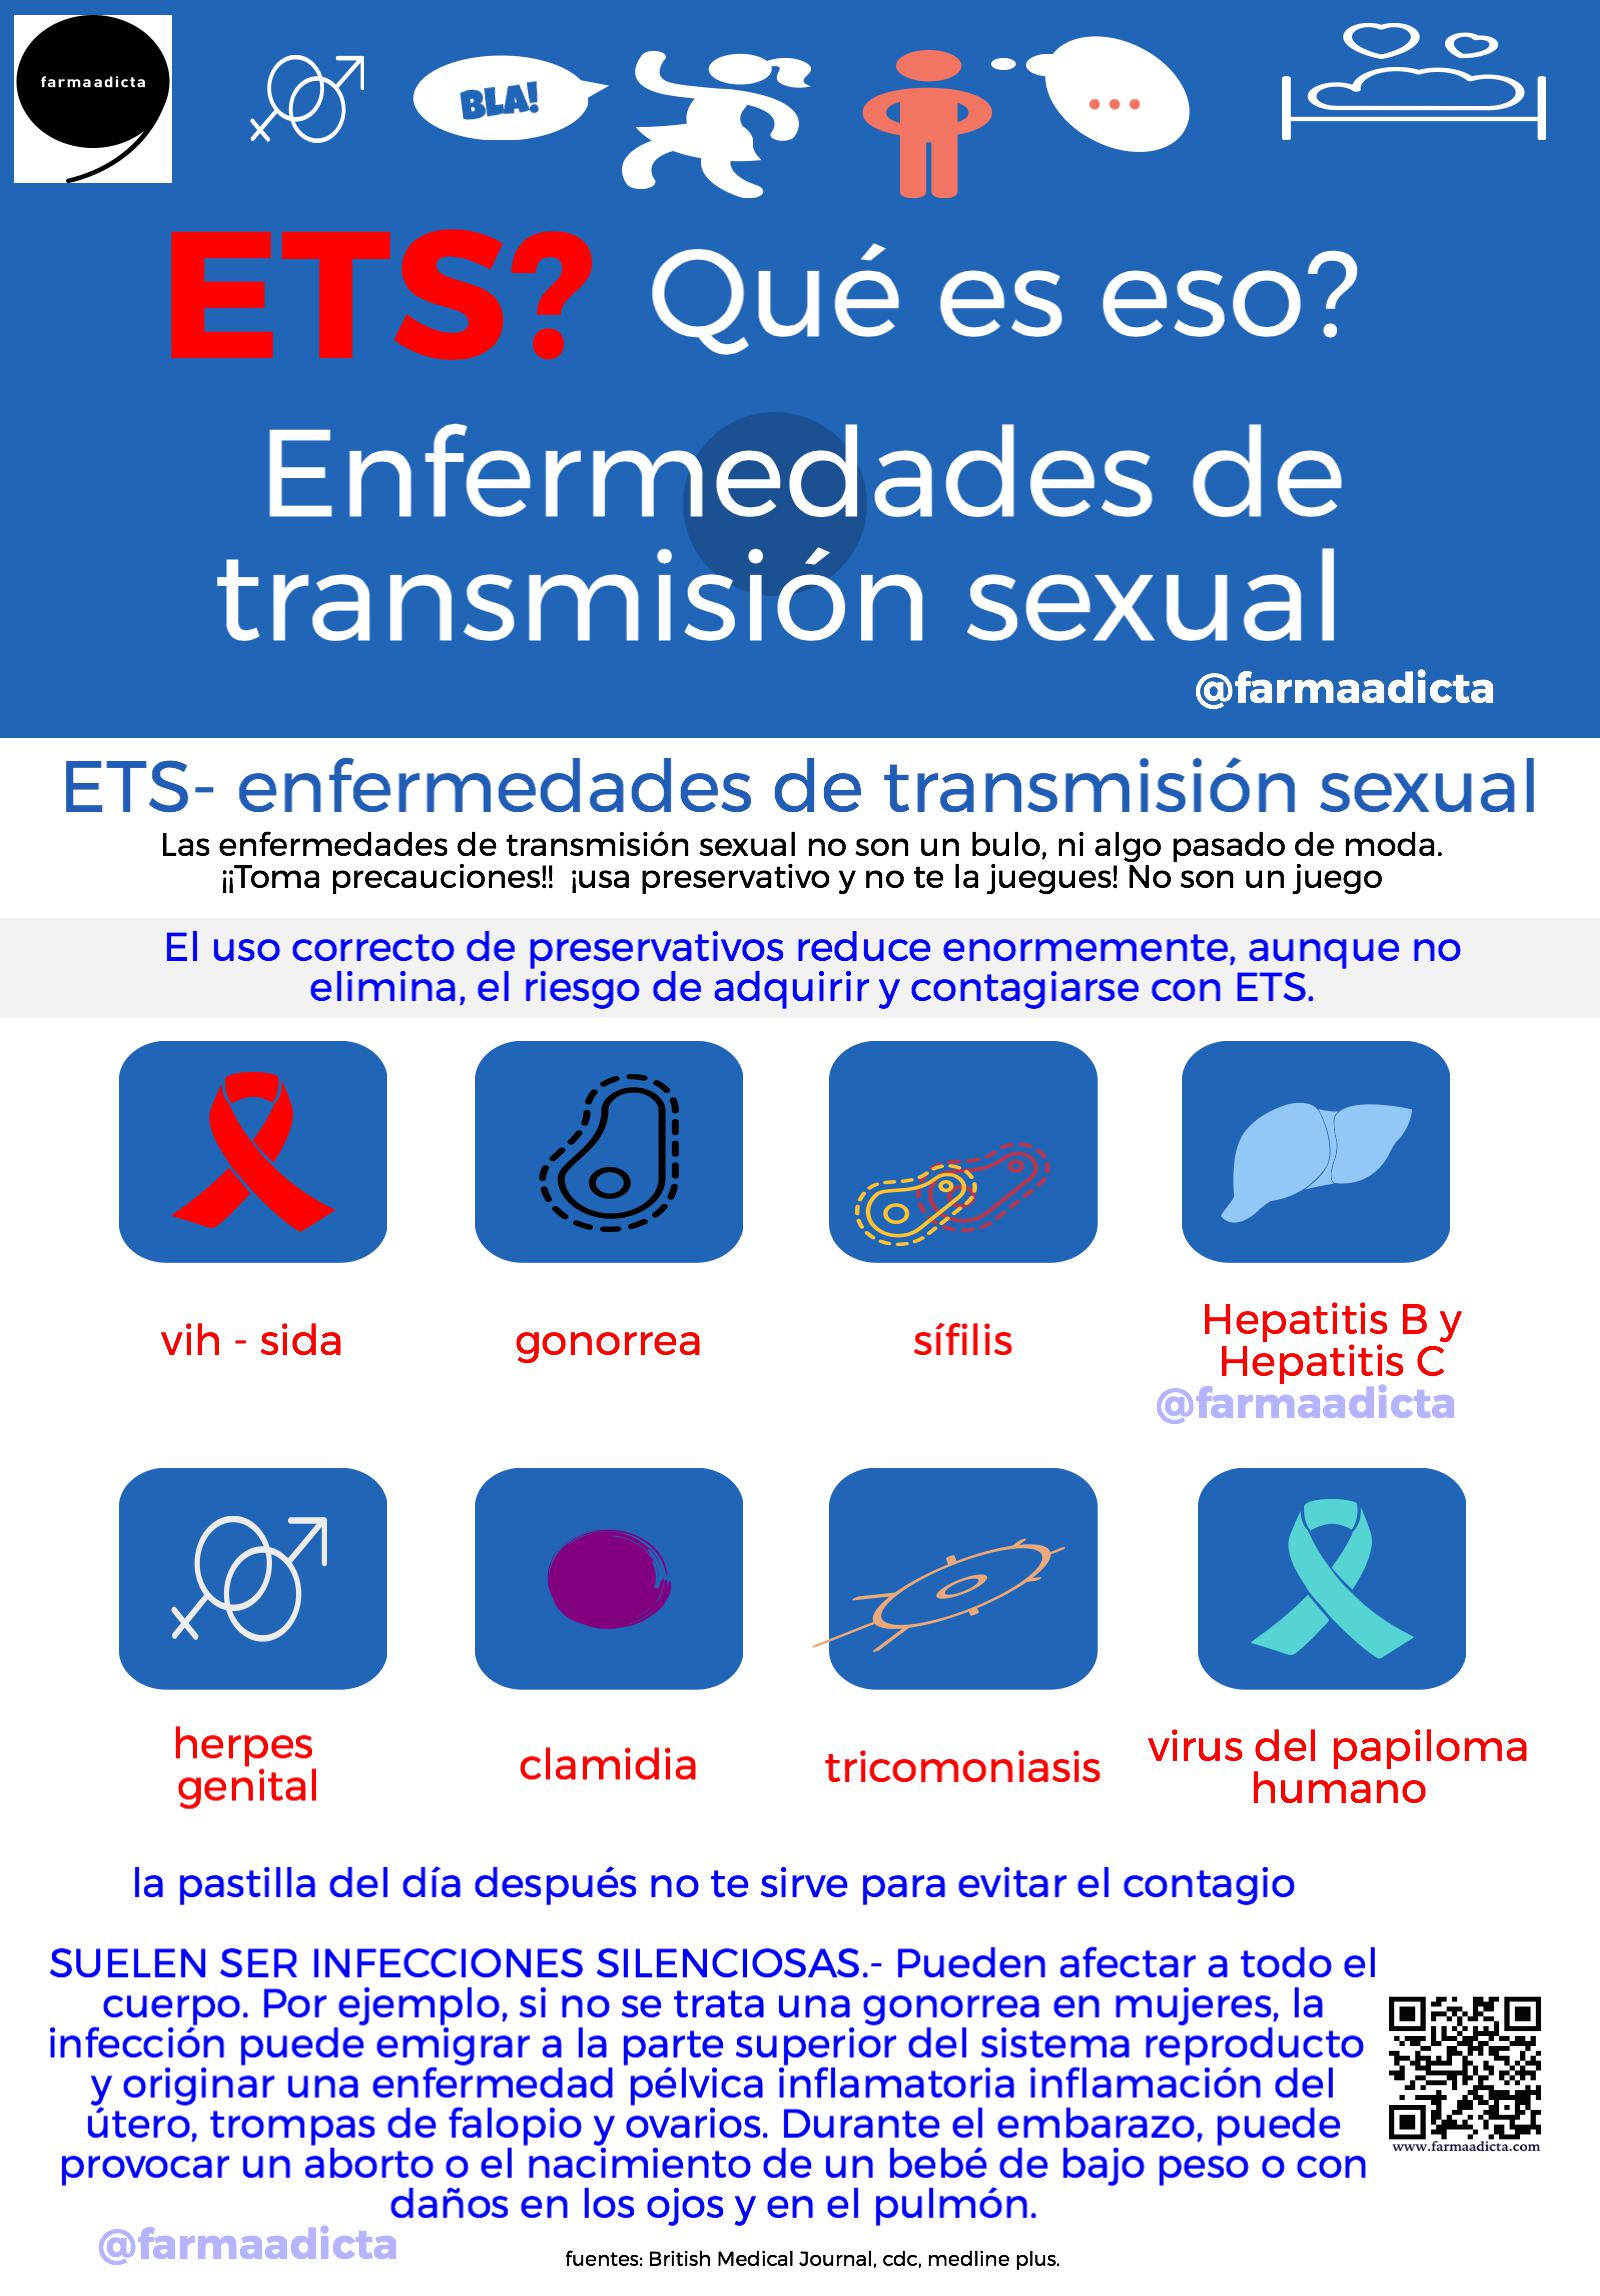 farmaadicta
BLA!
ETS? Qué es eso?
Enfermedades de
transmisión sexual
@farmaadicta
ETS- enfermedades de transmisión sexual
Las enfermedades de transmisión sexual no son un bulo, ni algo pasado de moda.
¡¡Toma precauciones!! ¡usa preservativo y no te la juegues! No son un juego
El uso correcto de preservativos reduce enormemente, aunque no
elimina, el riesgo de adquirir y contagiarse con ETS.
vih - sida
gonorrea
sífilis
Hepatitis B y
Hepatitis C
@farmaadicta
herpes
genital
clamidia
tricomoniasis
virus del papiloma
humano
la pastilla del día después no te sirve para evitar el contagio
SUELEN SER INFECCIONES SILENCIOSAS.- Pueden afectar a todo el
cuerpo. Por ejemplo, si no se trata una gonorrea en mujeres, la
infección puede emigrar a la parte superior del sistema reproducto
y originar una enfermedad pélvica inflamatoria inflamación del
útero, trompas de falopio y ovarios. Durante el embarazo, puede
provocar un aborto o el nacimiento de un bebé de bajo peso o con
daños en los ojos y en el pulmón.
www.farmaadicta.com
@farmaadicta
fuentes: British Medical Journal, cdc, medline plus.